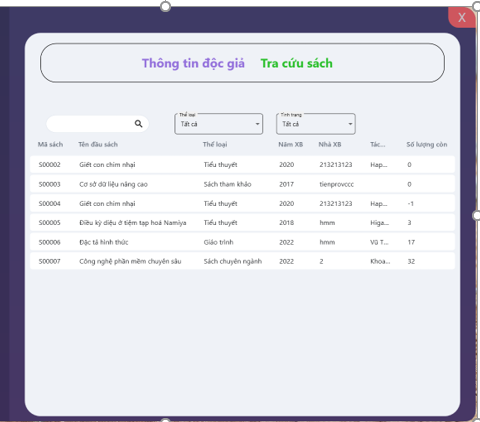 X
Thông tin độc giả Tra cứu sách
Thể loại Tình trạng
Tất cả Tất cả
Mã sách Tên đầu sách Thể loại Năm XB Nhà XB Tác... Số lượng còn
S00002 Giết con chim nhại Tiểu thuyết 2020 213213123 Hap... 0
S00003 Cơ sở dữ liệu nâng cao Sách tham khảo 2017 tienprovccc 0
S00004 Giết con chim nhại Tiểu thuyết 2020 213213123 Hap... -1
S00005 Điều kỳ diệu ở tiệm tạp hoá Namiya Tiểu thuyết 2018 hmm Higa... 3
S00006 Đặc tả hình thức Giáo trình 2022 hmm Vũ T... 17
S00007 Công nghệ phần mềm chuyên sâu Sách chuyên ngành 2022 2 Khoa... 32